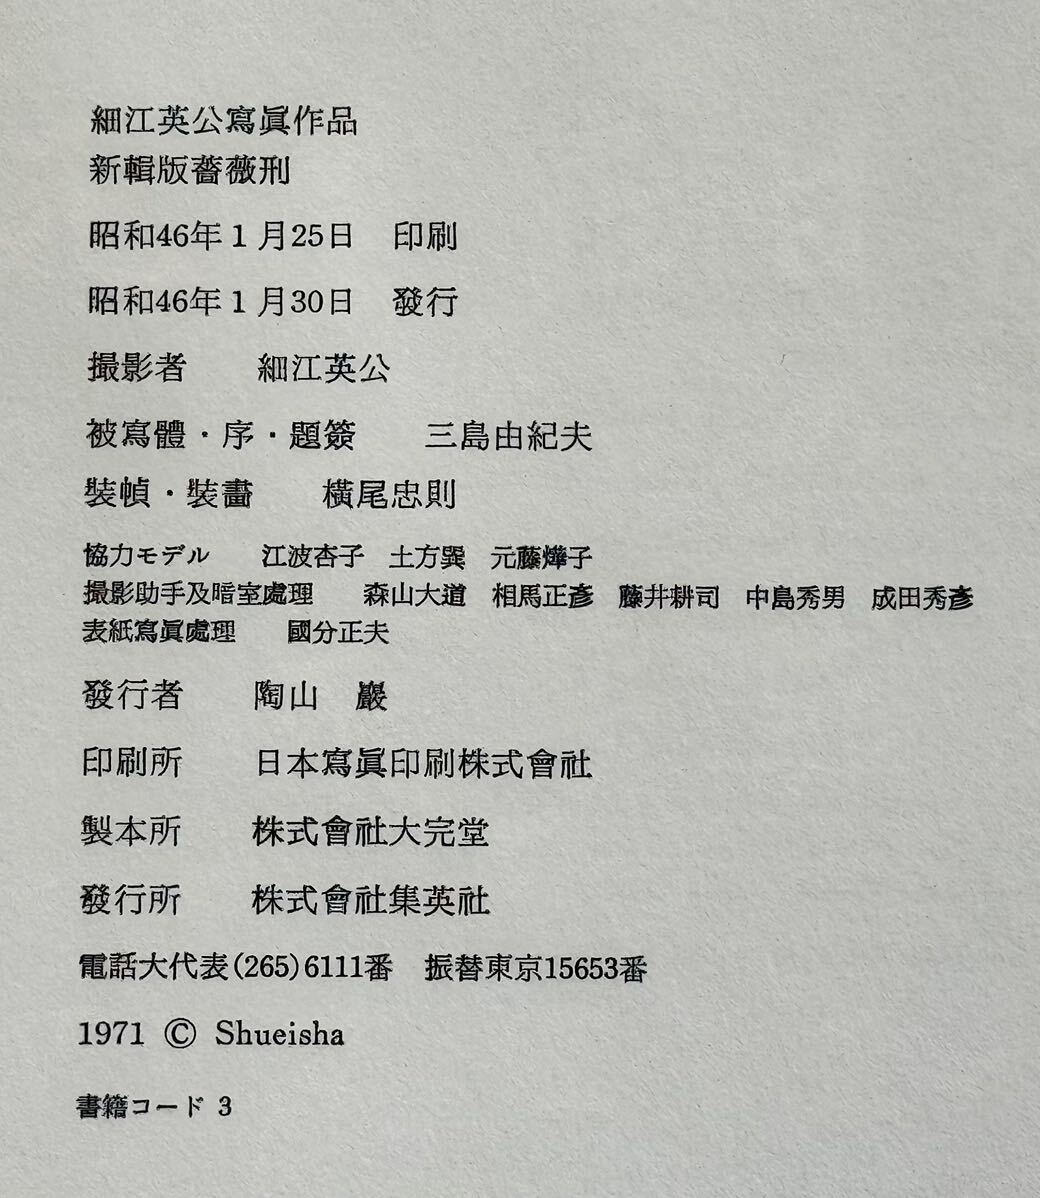 細江英公寫眞作品
新輯版薔薇刑
昭和46年1月25日　印刷
昭和46年1月30日　發行
撮影者　　細江英公
被寫體・序・題簽　　三島由紀夫
裝幀・裝畫　　橫尾忠則
協力モデル　　江波杏子　土方巽　元藤燁子
撮影助手及暗室處理　　森山大道　相馬正彥　藤井耕司　中島秀男　成田秀彥
表紙寫眞處理　　國分正夫
發行者　　陶山　巖
印刷所　　日本寫眞印刷株式會社
製本所　　株式會社大完堂
發行所　　株式會社集英社
電話大代表(265)6111番　振替東京15653番
1971 © Shueisha
書籍コード 3